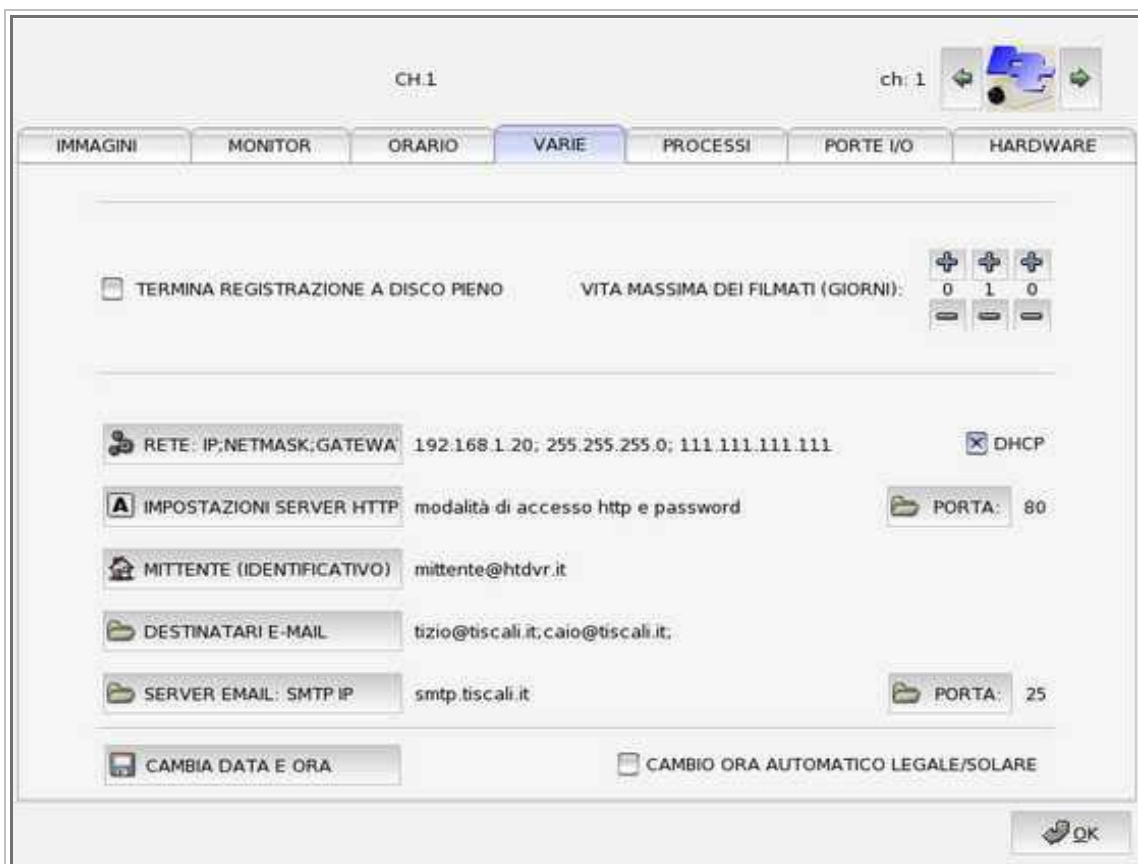 CH.1 ch: 1
IMMAGINI MONITOR ORARIO VARIE PROCESSI PORTE I/O HARDWARE
TERMINA REGISTRAZIONE A DISCO PIENO VITA MASSIMA DEI FILMATI (GIORNI): 0 1 0
RETE: IP;NETMASK;GATEWA 192.168.1.20; 255.255.255.0; 111.111.111.111 DHCP
A IMPOSTAZIONI SERVER HTTP modalità di accesso http e password PORTA: 80
MITTENTE (IDENTIFICATIVO) mittente@htdvr.it
DESTINATARI E-MAIL tizio@tiscali.it;caio@tiscali.it;
SERVER EMAIL: SMTP IP smtp.tiscali.it PORTA: 25
CAMBIA DATA E ORA CAMBIO ORA AUTOMATICO LEGALE/SOLARE
OK